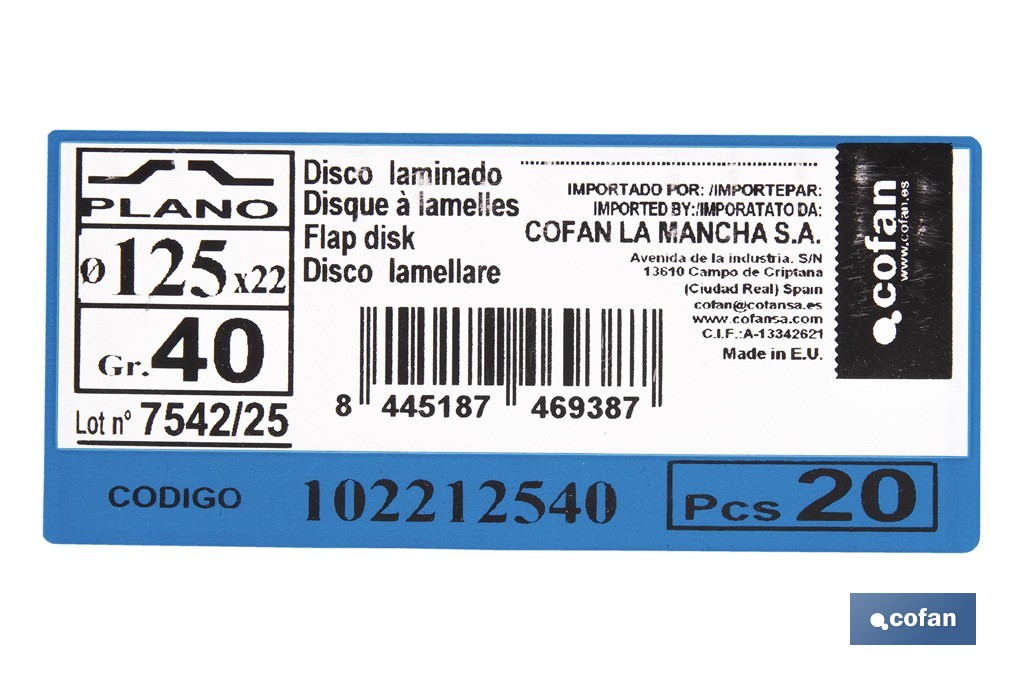 PLANO
Ø 125x22
Gr. 40
Lot nº 7542/25
Disco laminado
Disque à lamelles
Flap disk
Disco lamellare
8 445187 469387
IMPORTADO POR: /IMPORTEPAR:
IMPORTED BY:/IMPORATATO DA:
COFAN LA MANCHA S.A.
Avenida de la industria. S/N
13610 Campo de Criptana
(Ciudad Real) Spain
cofan@cofansa.es
www.cofansa.com
C.I.F.:A-13342621
Made in E.U.
cofan
www.cofan.es
CODIGO 102212540 Pcs 20
cofan